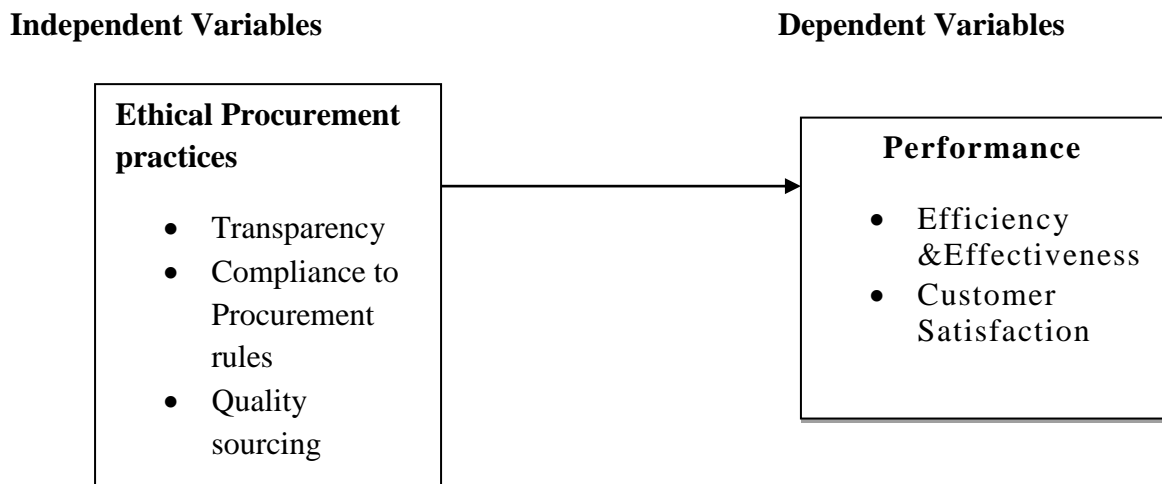 Independent Variables
Dependent Variables
Ethical Procurement
practices
• Transparency
• Compliance to
Procurement
rules
• Quality
sourcing
Performance
• Efficiency
&Effectiveness
• Customer
Satisfaction